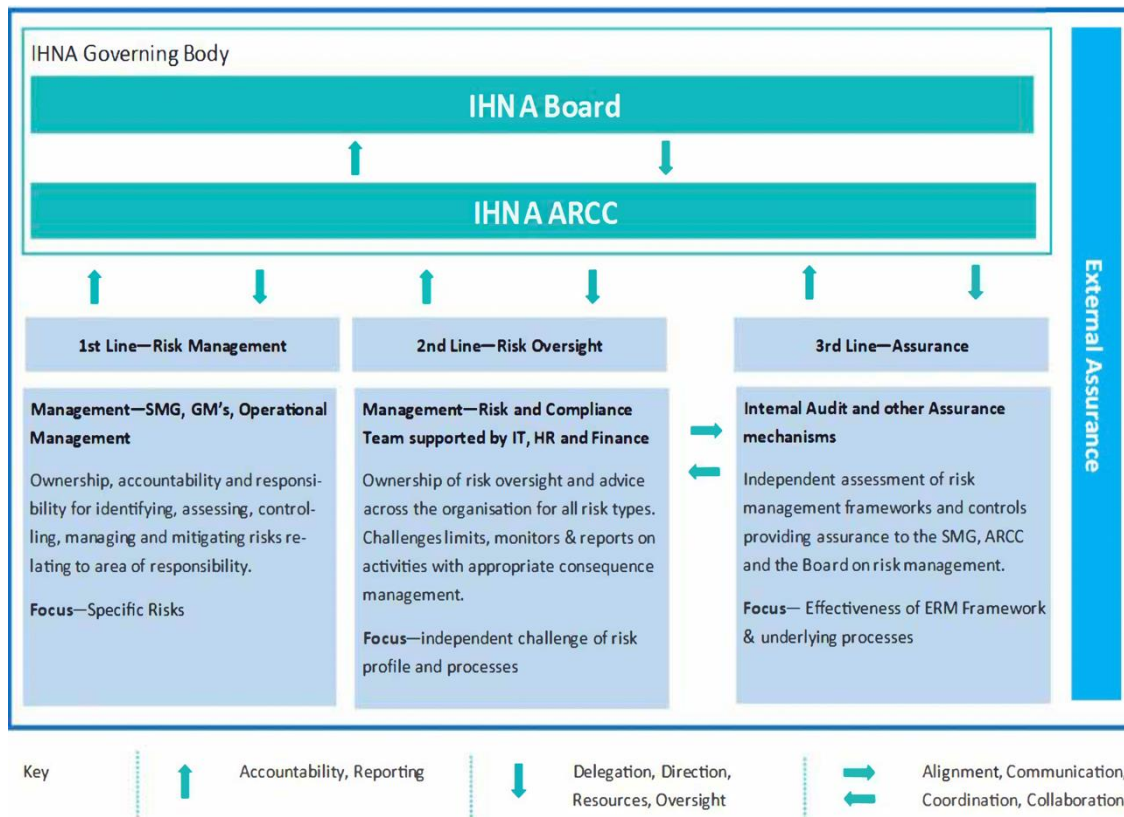 IHNA Governing Body
IHNA Board
IHNA ARCC
1st Line—Risk Management
Management—SMG, GM's, Operational
Management
Ownership, accountability and responsi-
bility for identifying, assessing, control-
ling, managing and mitigating risks re-
lating to area of responsibility.
Focus—Specific Risks
2nd Line—Risk Oversight
Management—Risk and Compliance
Team supported by IT, HR and Finance
Ownership of risk oversight and advice
across the organisation for all risk types.
Challenges limits, monitors & reports on
activities with appropriate consequence
management.
Focus—independent challenge of risk
profile and processes
3rd Line—Assurance
Internal Audit and other Assurance
mechanisms
Independent assessment of risk
management frameworks and controls
providing assurance to the SMG, ARCC
and the Board on risk management.
Focus— Effectiveness of ERM Framework
& underlying processes
External Assurance
Key
Accountability, Reporting
Delegation, Direction,
Resources, Oversight
Alignment, Communication,
Coordination, Collaboration